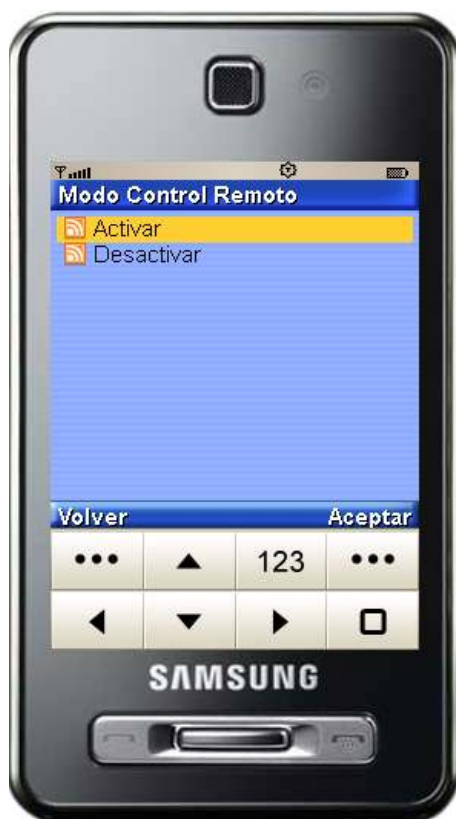 Modo Control Remoto
Activar
Desactivar
Volver Aceptar
123
SAMSUNG